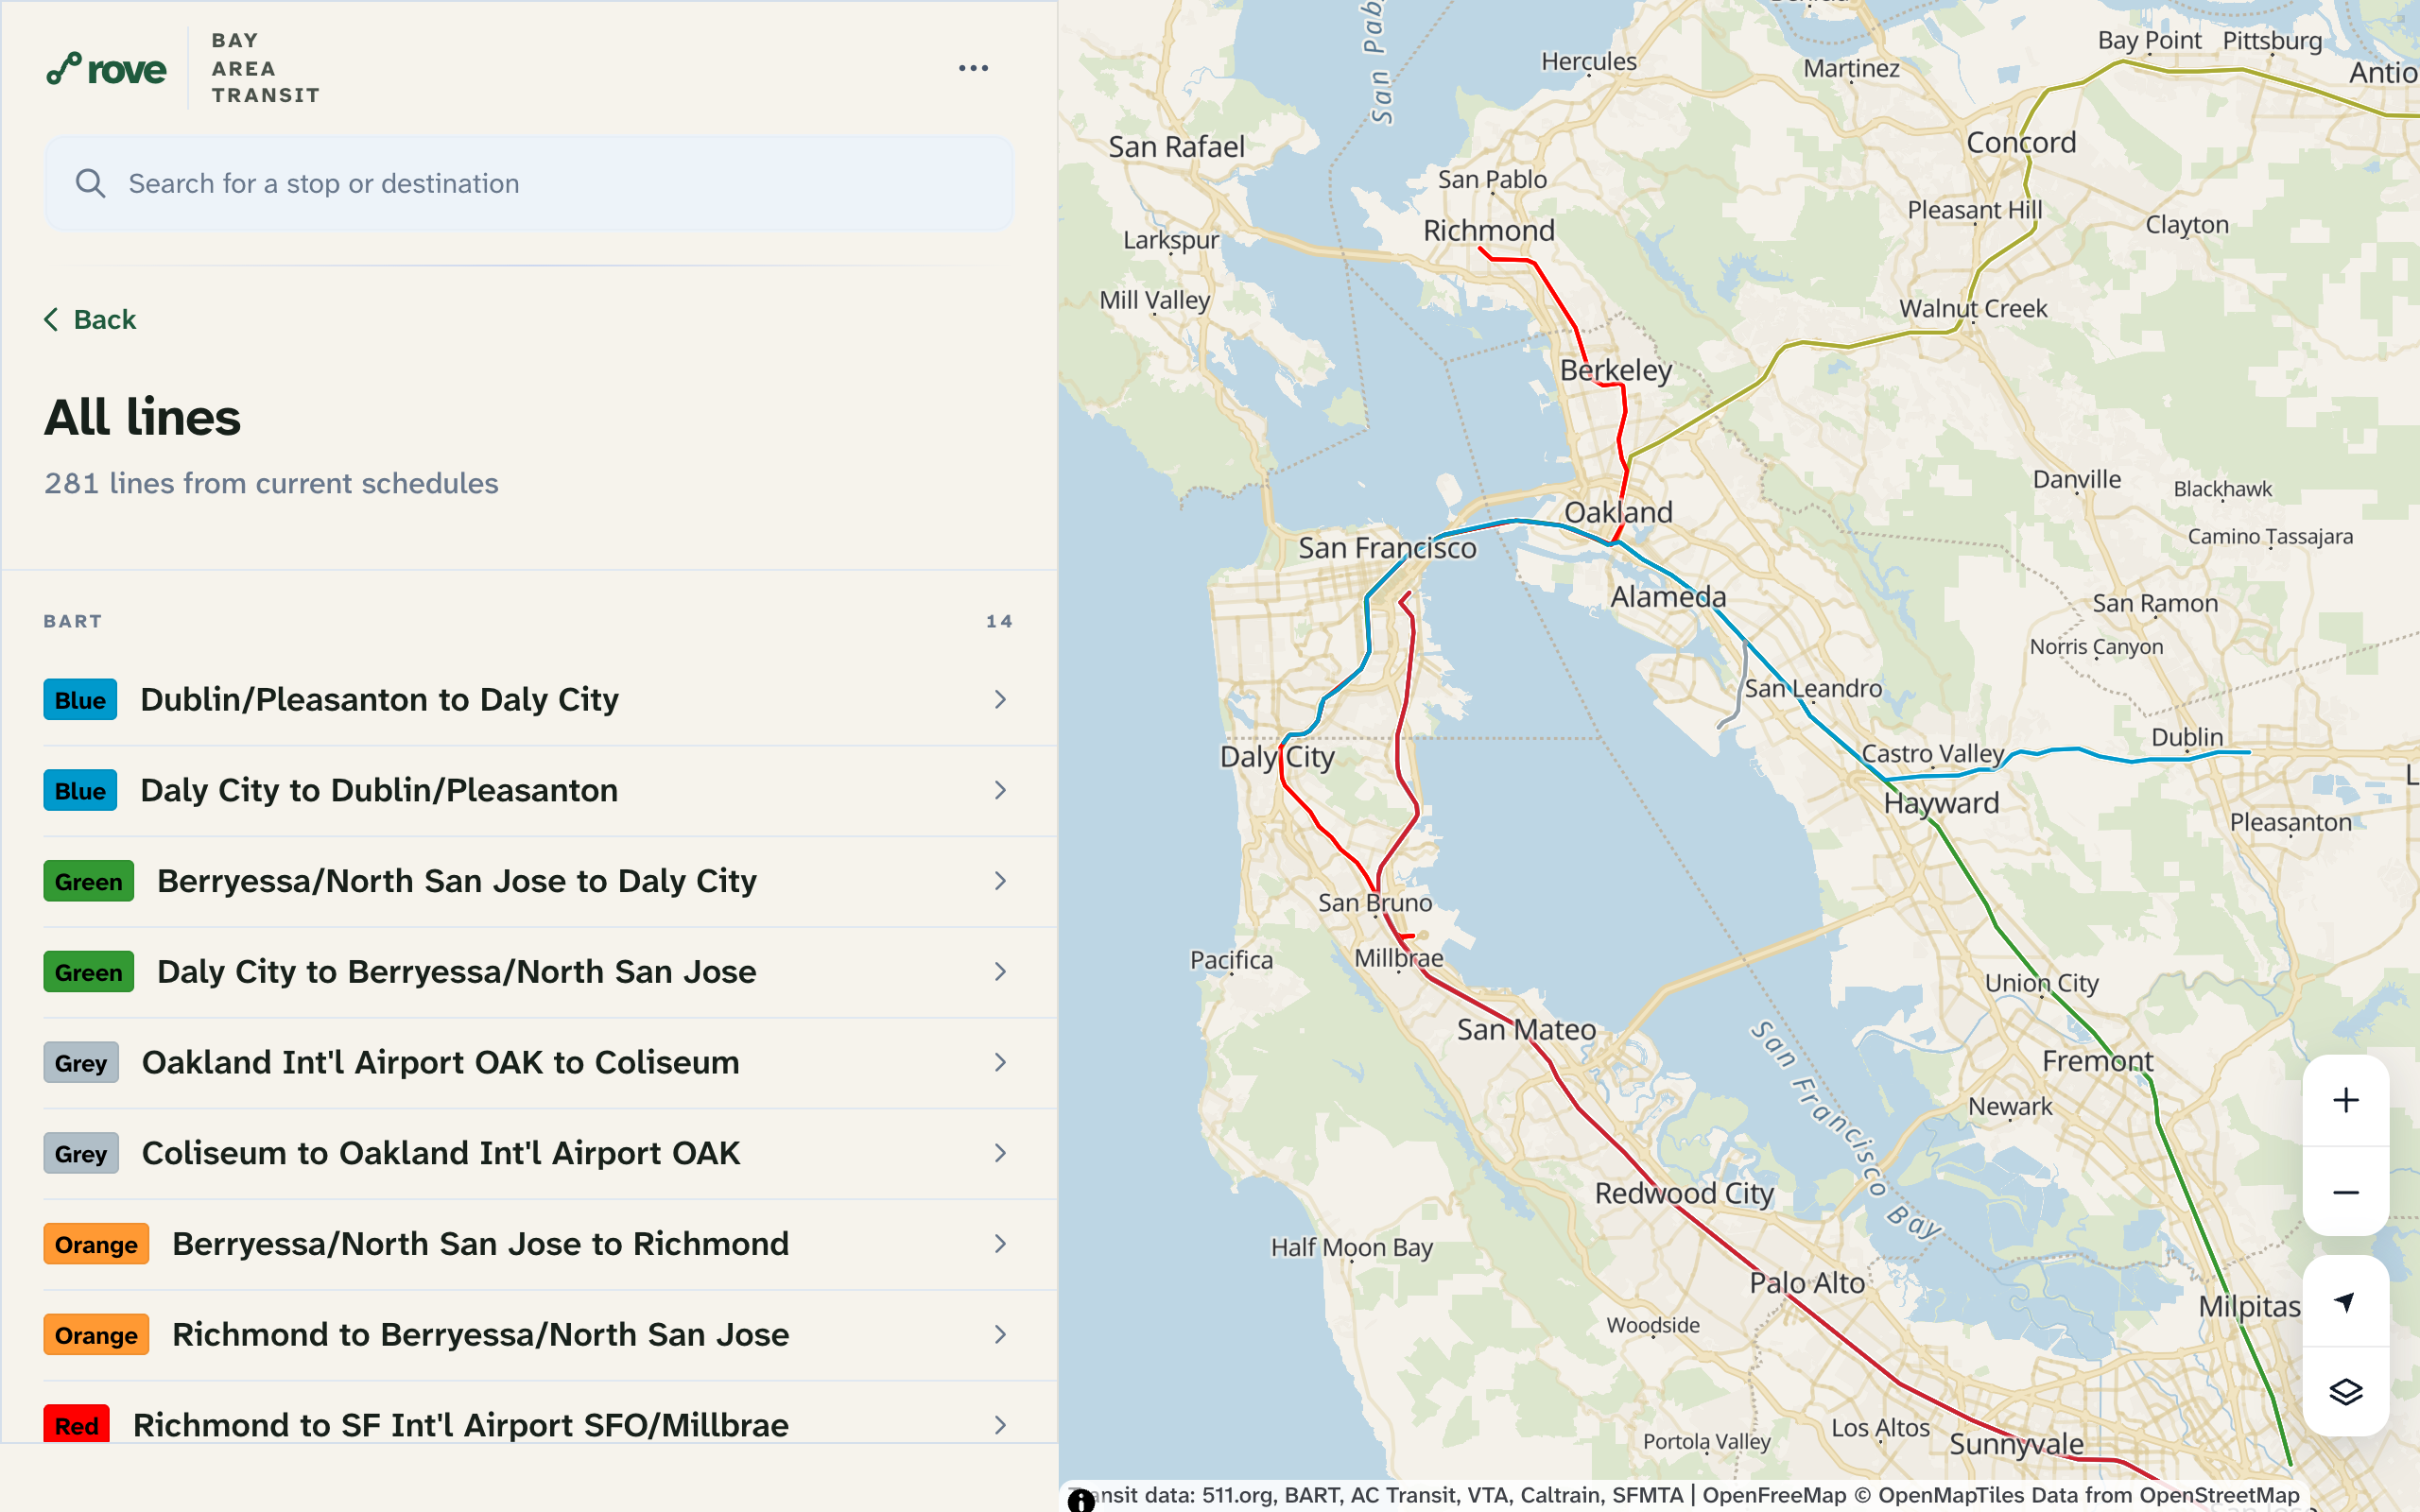 rove
BAY
AREA
TRANSIT
Search for a stop or destination
Back
All lines
281 lines from current schedules
BART 14
Blue Dublin/Pleasanton to Daly City
Blue Daly City to Dublin/Pleasanton
Green Berryessa/North San Jose to Daly City
Green Daly City to Berryessa/North San Jose
Grey Oakland Int'l Airport OAK to Coliseum
Grey Coliseum to Oakland Int'l Airport OAK
Orange Berryessa/North San Jose to Richmond
Orange Richmond to Berryessa/North San Jose
Red Richmond to SF Int'l Airport SFO/Millbrae
San Pab
Bay Point
Pittsburg
Hercules
Martinez
Antio
San Rafael
Concord
San Pablo
Pleasant Hill
Clayton
Richmond
Larkspur
Mill Valley
Walnut Creek
Berkeley
Danville
Blackhawk
Oakland
Camino Tassajara
San Francisco
Alameda
San Ramon
Norris Canyon
San Leandro
Dublin
Daly City
Castro Valley
L
Hayward
Pleasanton
San Bruno
Pacifica
Millbrae
Union City
San Mateo
San Francisco Bay
Fremont
Newark
Redwood City
Half Moon Bay
Palo Alto
Milpitas
Woodside
Los Altos
Portola Valley
Sunnyvale
Transit data: 511.org, BART, AC Transit, VTA, Caltrain, SFMTA | OpenFreeMap © OpenMapTiles Data from OpenStreetMap